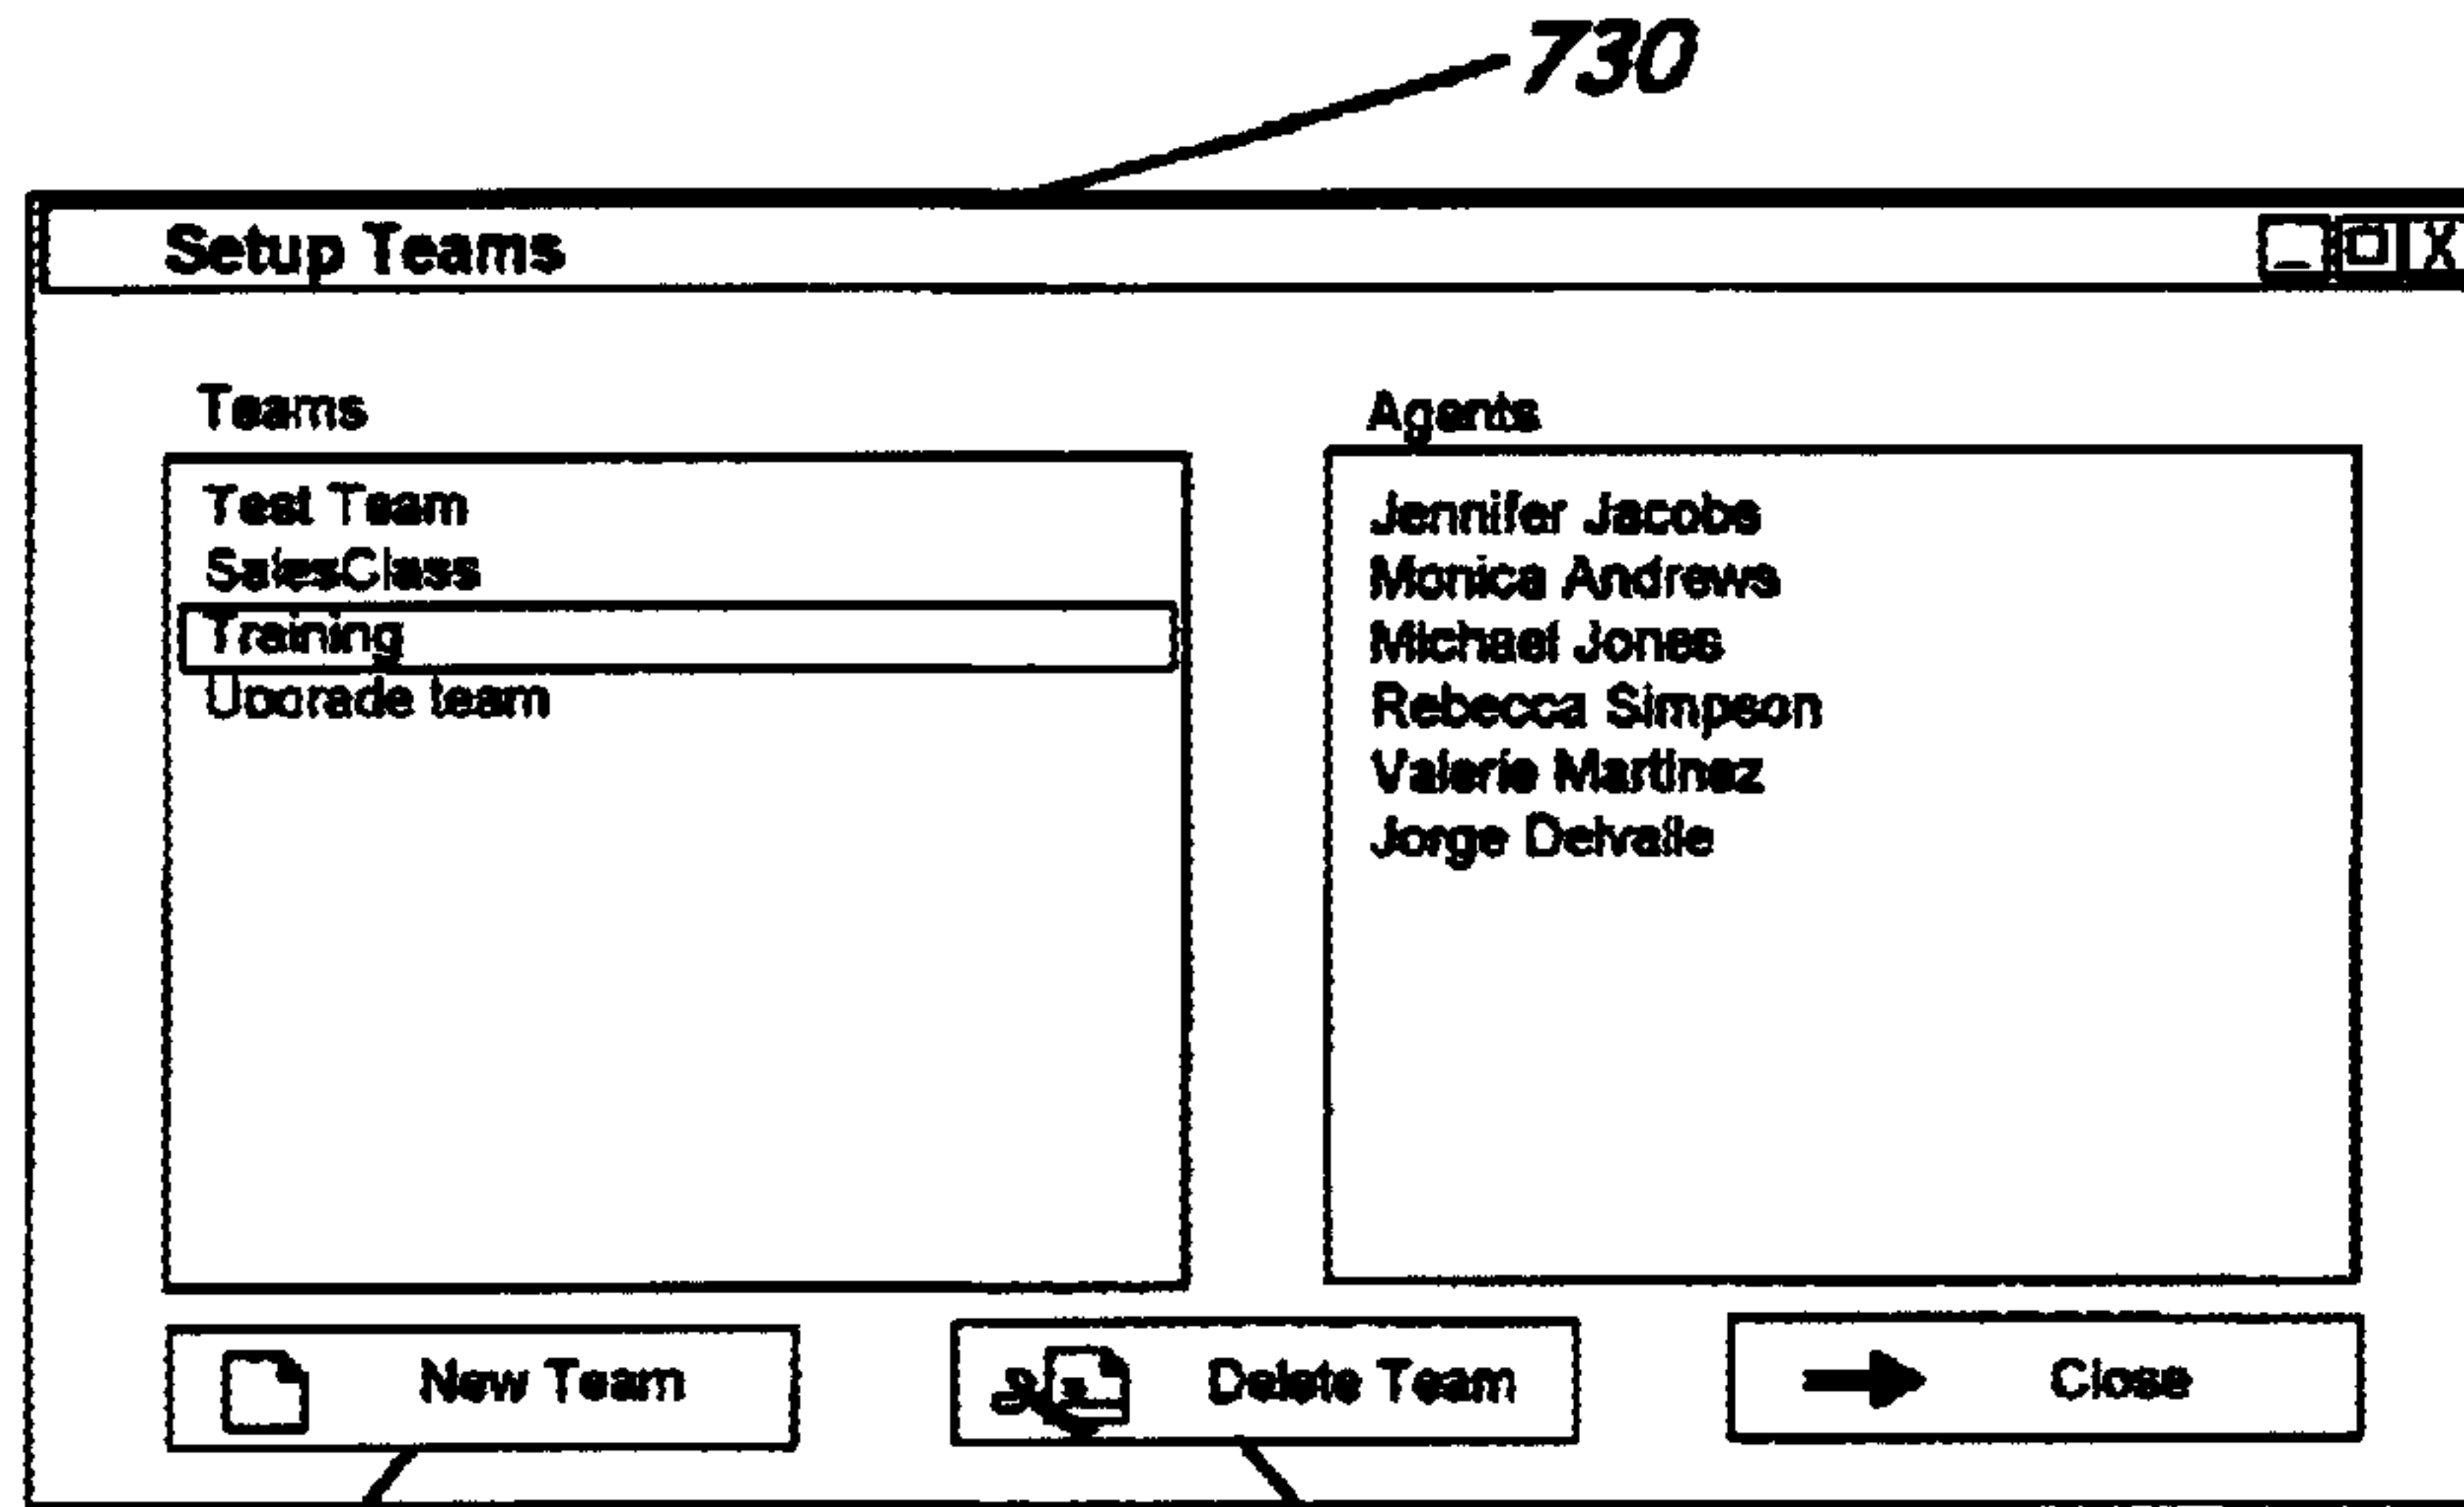 730
Setup Teams
Teams
Test Team
SalesClass
Training
Upgrade team
Agents
Jennifer Jacobs
Monica Andrews
Michael Jones
Rebecca Simpson
Valerie Martinez
Jorge Delvalle
New Team
Delete Team
Close